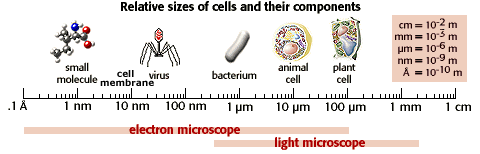 Relative sizes of cells and their components
cm = 10⁻² m
mm = 10⁻³ m
µm = 10⁻⁶ m
nm = 10⁻⁹ m
Å = 10⁻¹⁰ m
small
molecule
cell
membrane
virus
bacterium
animal
cell
plant
cell
.1 Å 1 nm 10 nm 100 nm 1 µm 10 µm 100 µm 1 mm 1 cm
electron microscope
light microscope